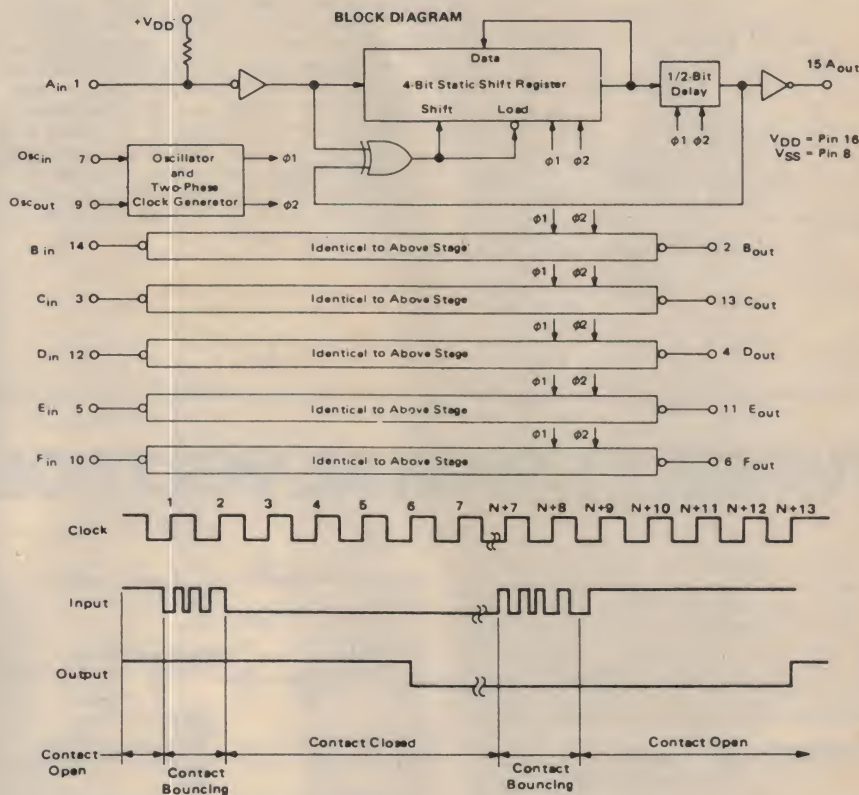 BLOCK DIAGRAM
+VDD
Data
4-Bit Static Shift Register
Shift Load
ϕ1 ϕ2
1/2-Bit
Delay
ϕ1 ϕ2
15 Aout
Ain 1
VDD = Pin 16
VSS = Pin 8
Oscin 7
Oscout 9
Oscillator
and
Two-Phase
Clock Generator
ϕ1
ϕ2
ϕ1 ϕ2
B in 14 Identical to Above Stage 2 Bout
ϕ1 ϕ2
Cin 3 Identical to Above Stage 13 Cout
ϕ1 ϕ2
Din 12 Identical to Above Stage 4 Dout
ϕ1 ϕ2
Ein 5 Identical to Above Stage 11 Eout
ϕ1 ϕ2
Fin 10 Identical to Above Stage 6 Fout
1 2 3 4 5 6 7 N+7 N+8 N+9 N+10 N+11 N+12 N+13
Clock
Input
Output
Contact
Open
Contact
Bouncing
Contact Closed
Contact
Bouncing
Contact Open